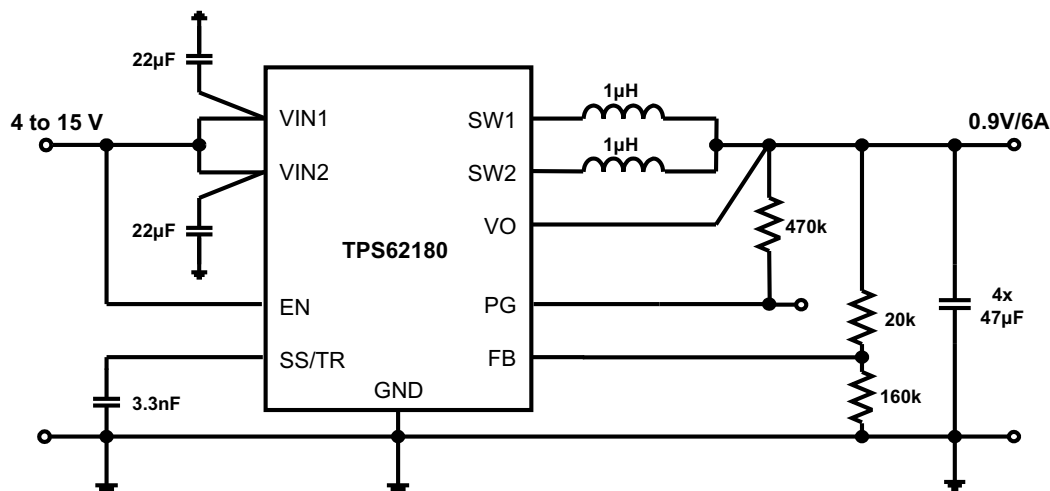 22µF
4 to 15 V
VIN1
VIN2
22µF
EN
SS/TR
3.3nF
GND
TPS62180
SW1
SW2
VO
PG
FB
1µH
1µH
470k
20k
160k
0.9V/6A
4x
47µF